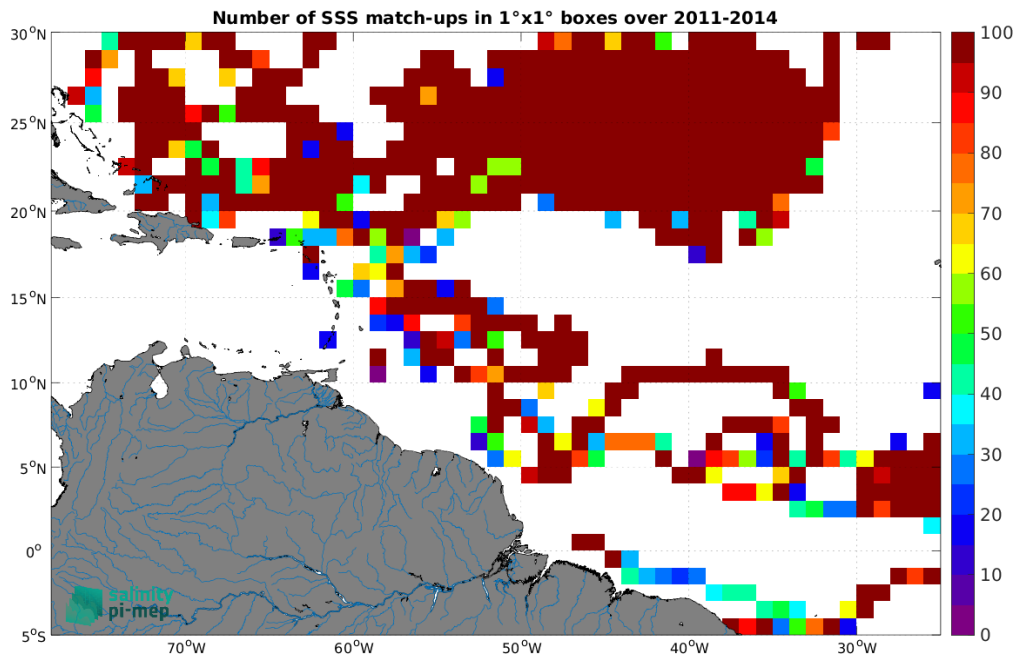 Number of SSS match-ups in 1°x1° boxes over 2011-2014
30°N
25°N
20°N
15°N
10°N
5°N
0°
5°S
70°W
60°W
50°W
40°W
30°W
100
90
80
70
60
50
40
30
20
10
0
salinity
pi-mep